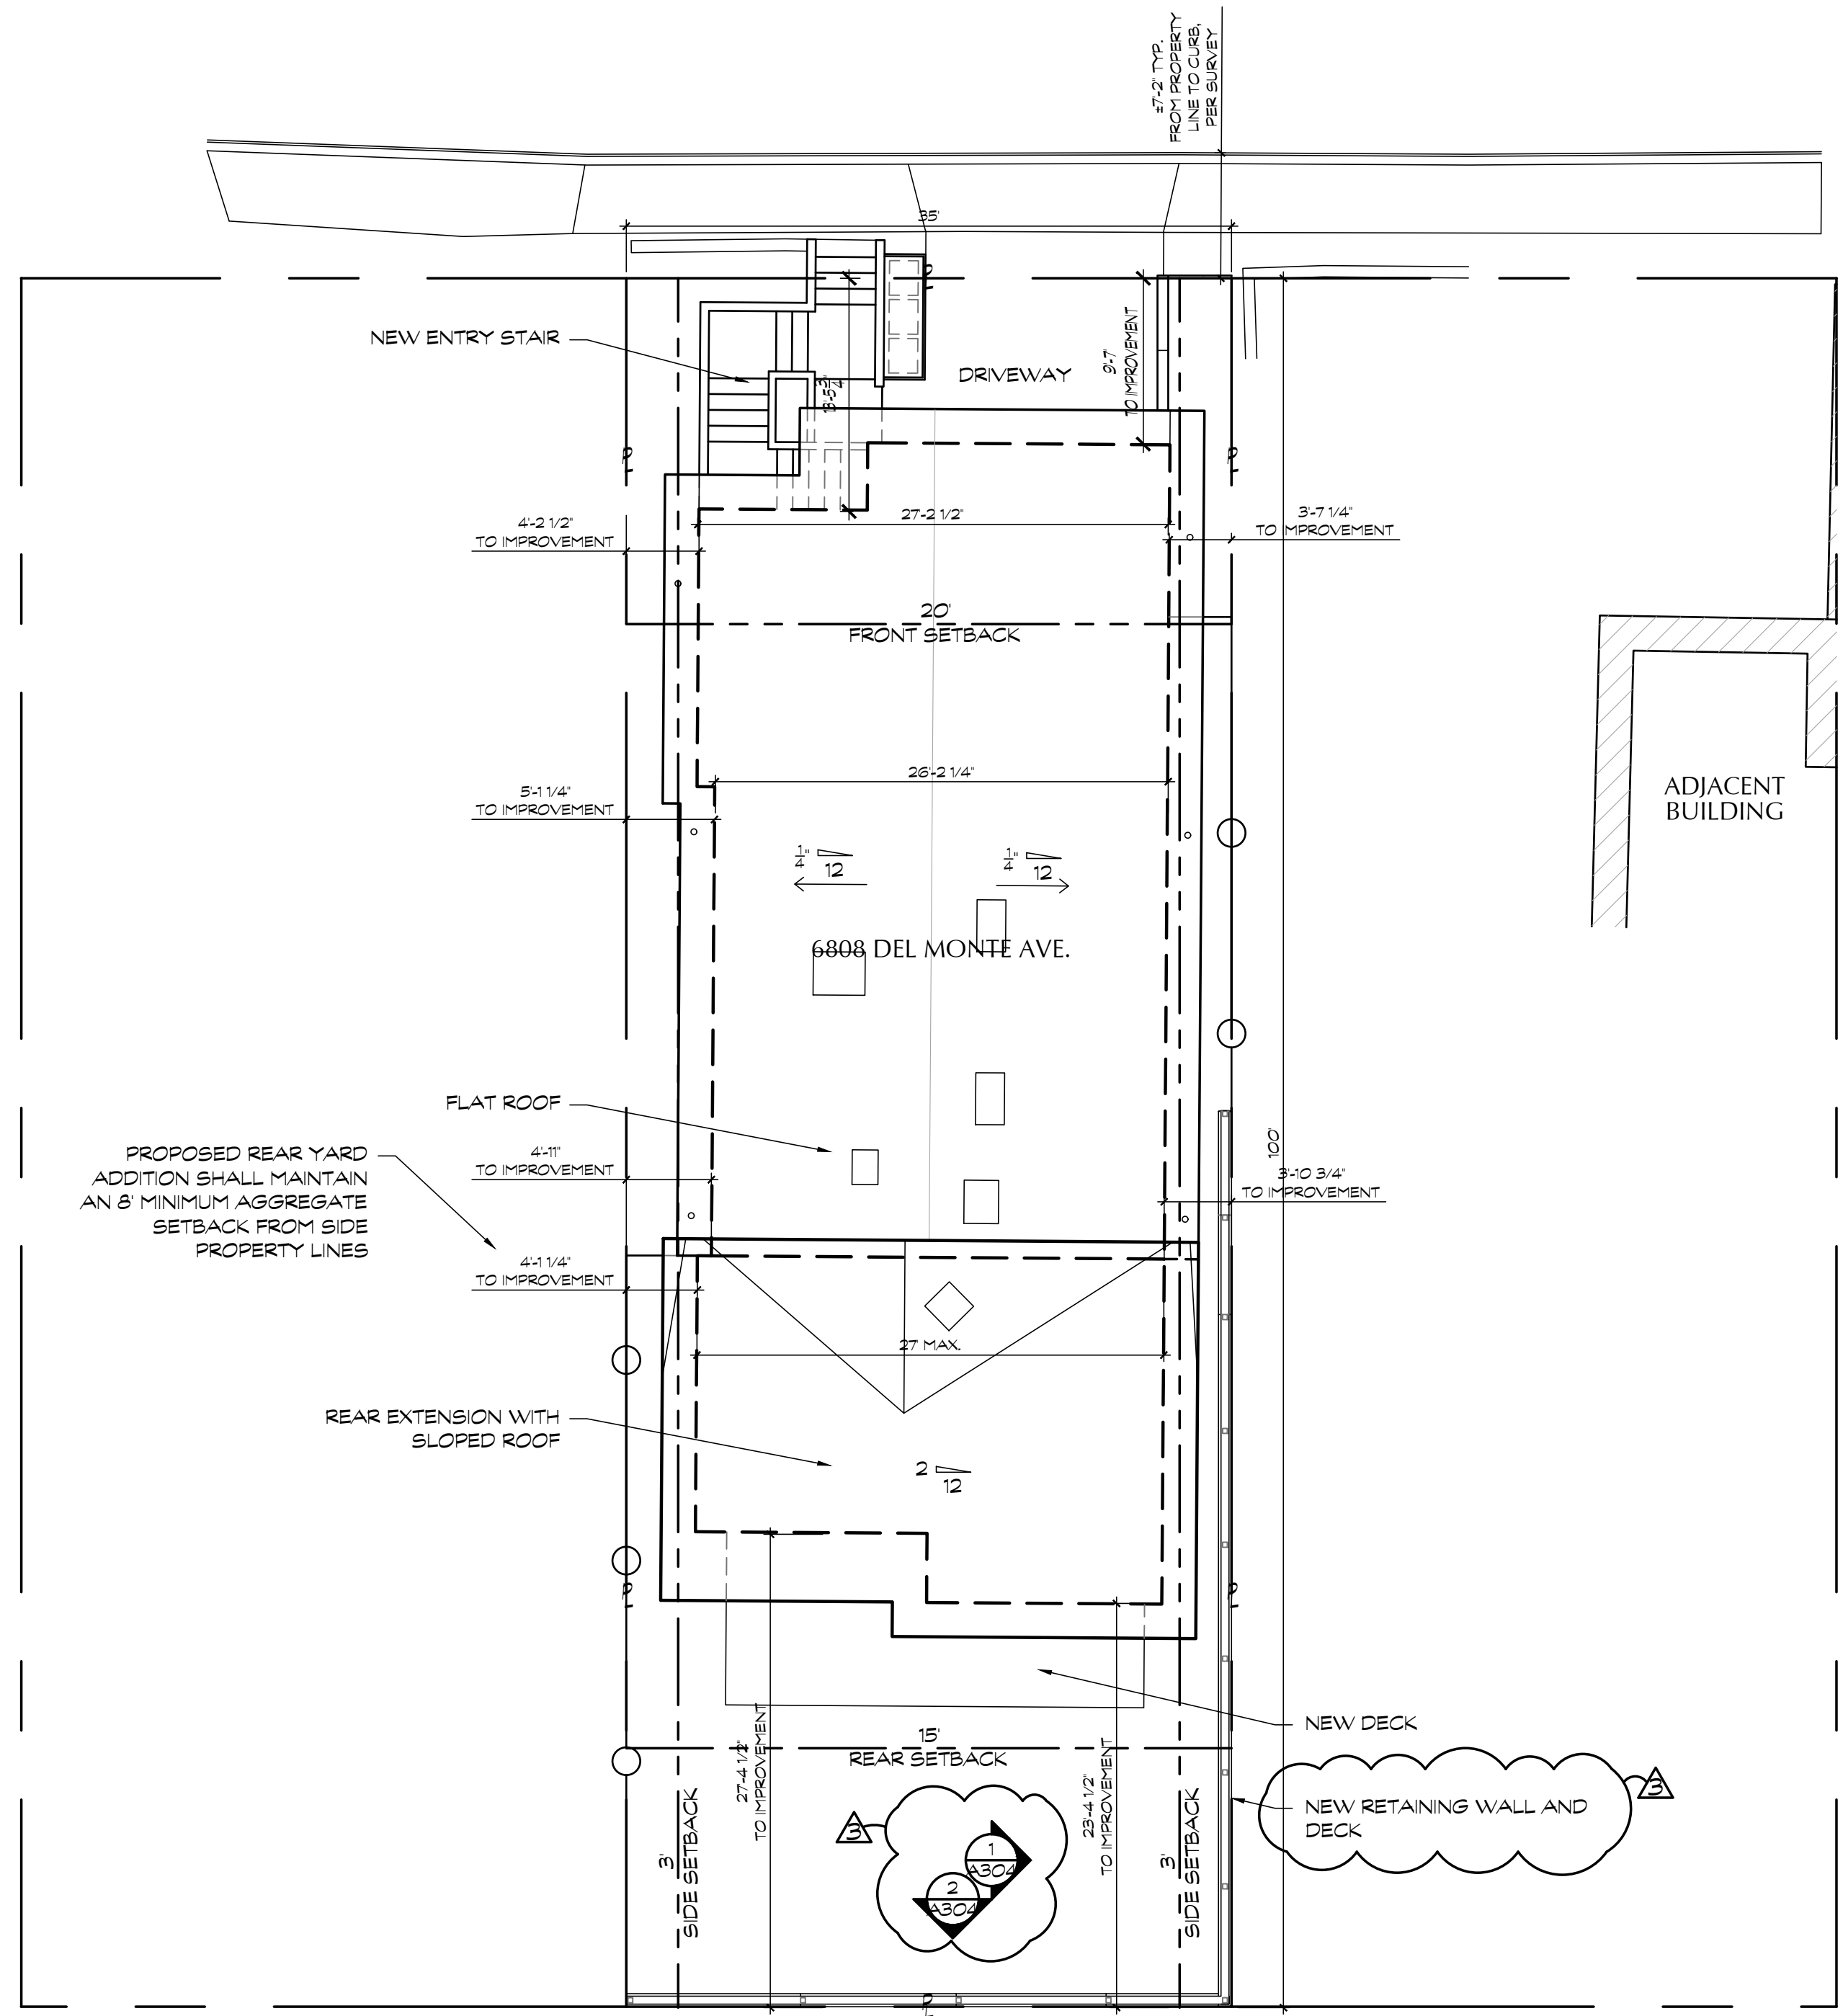 ±7'-2" TYP.
FROM PROPERTY
LINE TO CURB,
PER SURVEY
35'
NEW ENTRY STAIR
DRIVEWAY
9'-7"
TO IMPROVEMENT
4'-2 1/2"
TO IMPROVEMENT
27'-2 1/2"
3'-7 1/4"
TO IMPROVEMENT
20'
FRONT SETBACK
5'-1 1/4"
TO IMPROVEMENT
26'-2 1/4"
ADJACENT
BUILDING
1/4"
12
1/4"
12
6808 DEL MONTE AVE.
FLAT ROOF
PROPOSED REAR YARD
ADDITION SHALL MAINTAIN
AN 8' MINIMUM AGGREGATE
SETBACK FROM SIDE
PROPERTY LINES
4'-11"
TO IMPROVEMENT
100'
3'-10 3/4"
TO IMPROVEMENT
4'-1 1/4"
TO IMPROVEMENT
27' MAX.
REAR EXTENSION WITH
SLOPED ROOF
2
12
NEW DECK
15'
REAR SETBACK
27'-4 1/2"
TO IMPROVEMENT
23'-4 1/2"
TO IMPROVEMENT
3'
SIDE SETBACK
3'
SIDE SETBACK
3
1
A304
2
A304
NEW RETAINING WALL AND
DECK
3